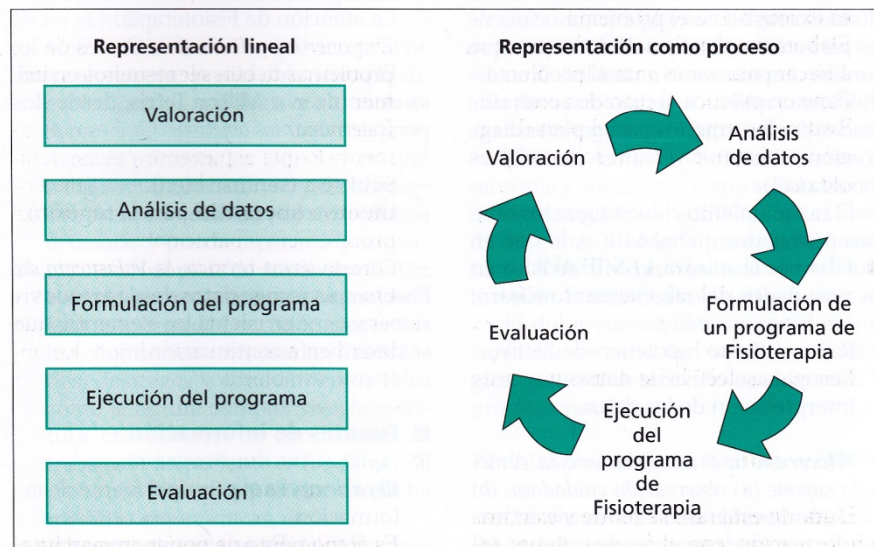 Representación lineal
Valoración
Análisis de datos
Formulación del programa
Ejecución del programa
Evaluación
Representación como proceso
Valoración
Análisis
de datos
Formulación de
un programa de
Fisioterapia
Ejecución
del
programa
de
Fisioterapia
Evaluación